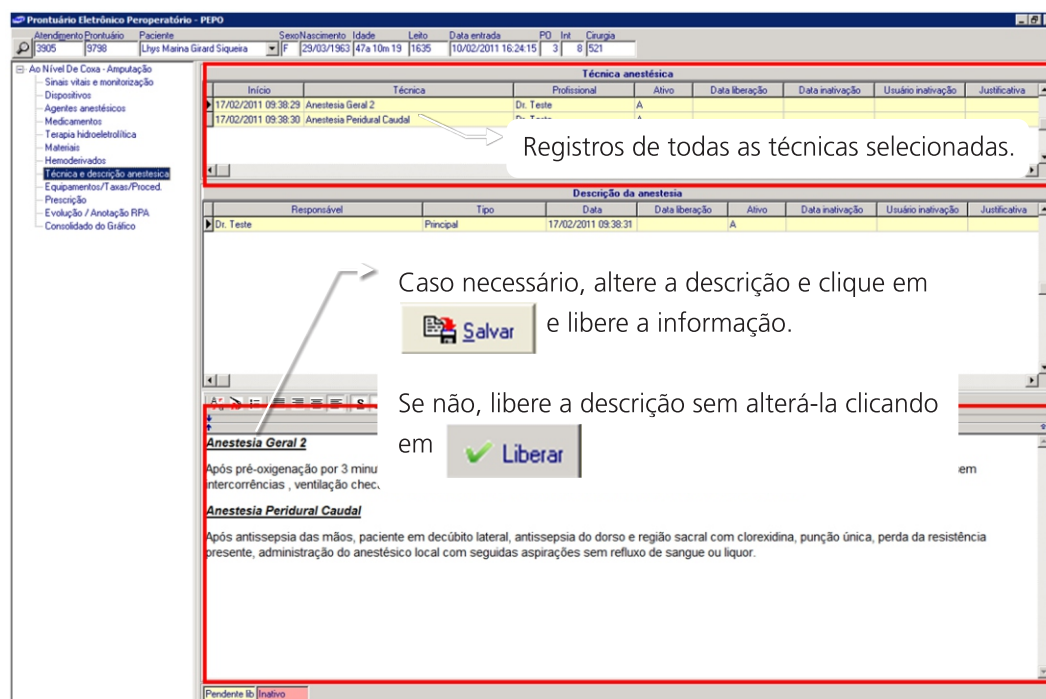 Prontuário Eletrônico Peroperatório - PEPO
Atendimento Prontuário Paciente Sexo Nascimento Idade Leito Data entrada PO Int Cirurgia
3905 9798 Lhys Marina Girard Siqueira F 29/03/1963 47a 10m 19 1635 10/02/2011 16:24:15 3 8 521
Ao Nível De Coxa - Amputação
Sinais vitais e monitorização
Dispositivos
Agentes anestésicos
Medicamentos
Terapia hidroeletrolítica
Materiais
Hemoderivados
Técnica e descrição anestesica
Equipamentos/Taxas/Proced.
Prescrição
Evolução / Anotação RPA
Consolidado do Gráfico
Técnica anestésica
Início Técnica Profissional Ativo Data liberação Data inativação Usuário inativação Justificativa
17/02/2011 09:38:29 Anestesia Geral 2 Dr. Teste A
17/02/2011 09:38:30 Anestesia Peridural Caudal Dr. Teste A
Registros de todas as técnicas selecionadas.
Descrição da anestesia
Responsável Tipo Data Data liberação Ativo Data inativação Usuário inativação Justificativa
Dr. Teste Principal 17/02/2011 09:38:31 A
Caso necessário, altere a descrição e clique em
Salvar e libere a informação.
Se não, libere a descrição sem alterá-la clicando
em Liberar
Anestesia Geral 2
Após pré-oxigenação por 3 minu em
intercorrências , ventilação chec
Anestesia Peridural Caudal
Após antissepsia das mãos, paciente em decúbito lateral, antissepsia do dorso e região sacral com clorexidina, punção única, perda da resistência
presente, administração do anestésico local com seguidas aspirações sem refluxo de sangue ou liquor.
Pendente lib Inativo